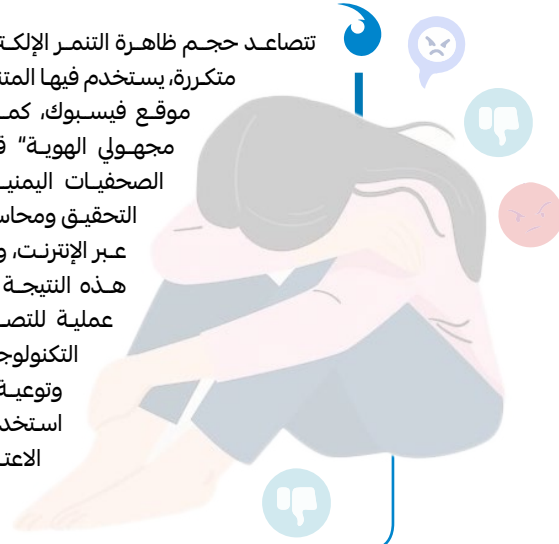 تتصاعد حجم ظاهرة التنمر الإلكت
متكررة، يستخدم فيها المتن
موقع فيسبوك، كم
مجهولي الهوية“ ق
الصحفيات اليمني
التحقيق ومحاس
عبر الإنترنت، و
هذه النتيجة
عملية للتص
التكنولوج
وتوعية
استخد
الاعت